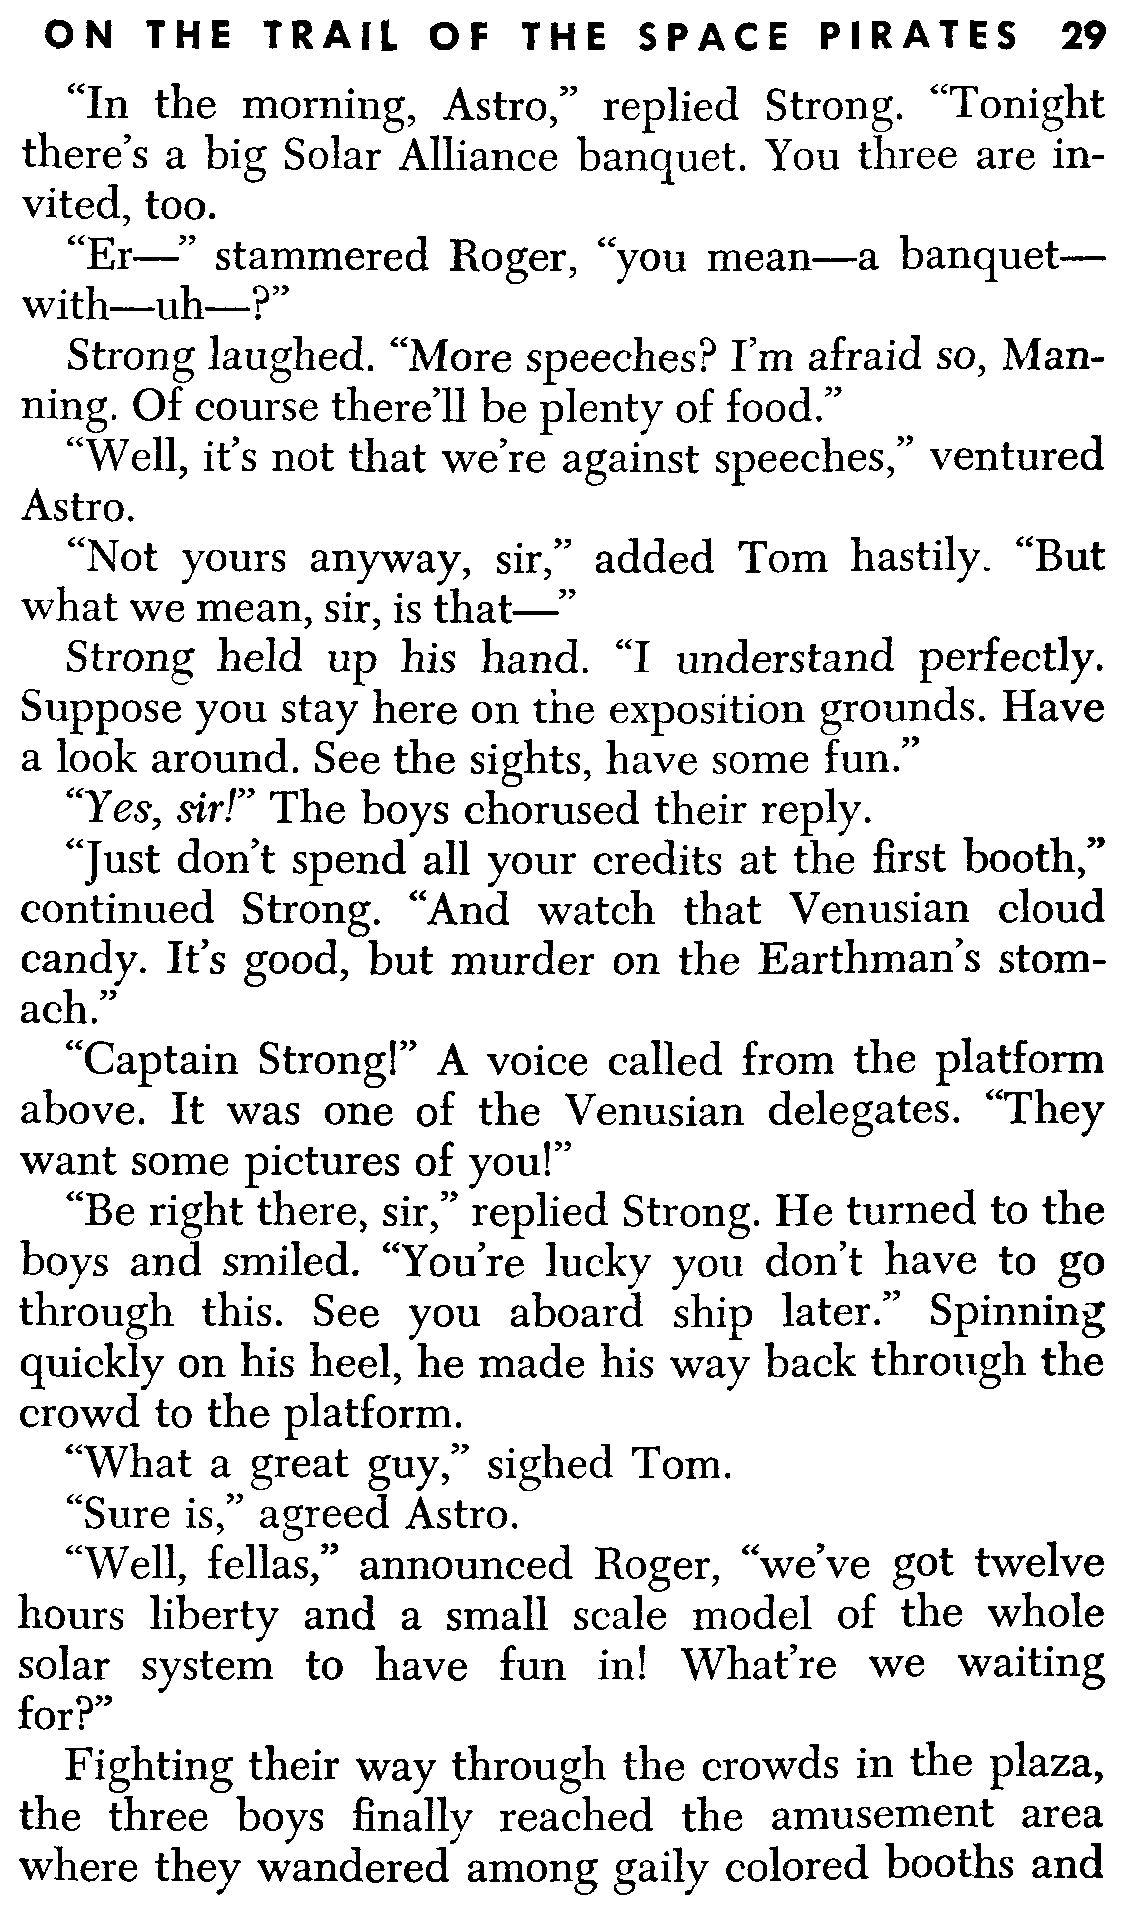 ON THE TRAIL OF THE SPACE PIRATES 29
“In the morning, Astro,” replied Strong. “Tonight
there’s a big Solar Alliance banquet. You three are in-
vited, too.
“Er—” stammered Roger, “you mean—a banquet—
with—uh—?”
Strong laughed. “More speeches? I’m afraid so, Man-
ning. Of course there’ll be plenty of food.”
“Well, it’s not that we’re against speeches,” ventured
Astro.
“Not yours anyway, sir,” added Tom hastily. “But
what we mean, sir, is that—”
Strong held up his hand. “I understand perfectly.
Suppose you stay here on the exposition grounds. Have
a look around. See the sights, have some fun.”
“Yes, sir!” The boys chorused their reply.
“Just don’t spend all your credits at the first booth,”
continued Strong. “And watch that Venusian cloud
candy. It’s good, but murder on the Earthman’s stom-
ach.”
“Captain Strong!” A voice called from the platform
above. It was one of the Venusian delegates. “They
want some pictures of you!”
“Be right there, sir,” replied Strong. He turned to the
boys and smiled. “You’re lucky you don’t have to go
through this. See you aboard ship later.” Spinning
quickly on his heel, he made his way back through the
crowd to the platform.
“What a great guy,” sighed Tom.
“Sure is,” agreed Astro.
“Well, fellas,” announced Roger, “we’ve got twelve
hours liberty and a small scale model of the whole
solar system to have fun in! What’re we waiting
for?”
Fighting their way through the crowds in the plaza,
the three boys finally reached the amusement area
where they wandered among gaily colored booths and